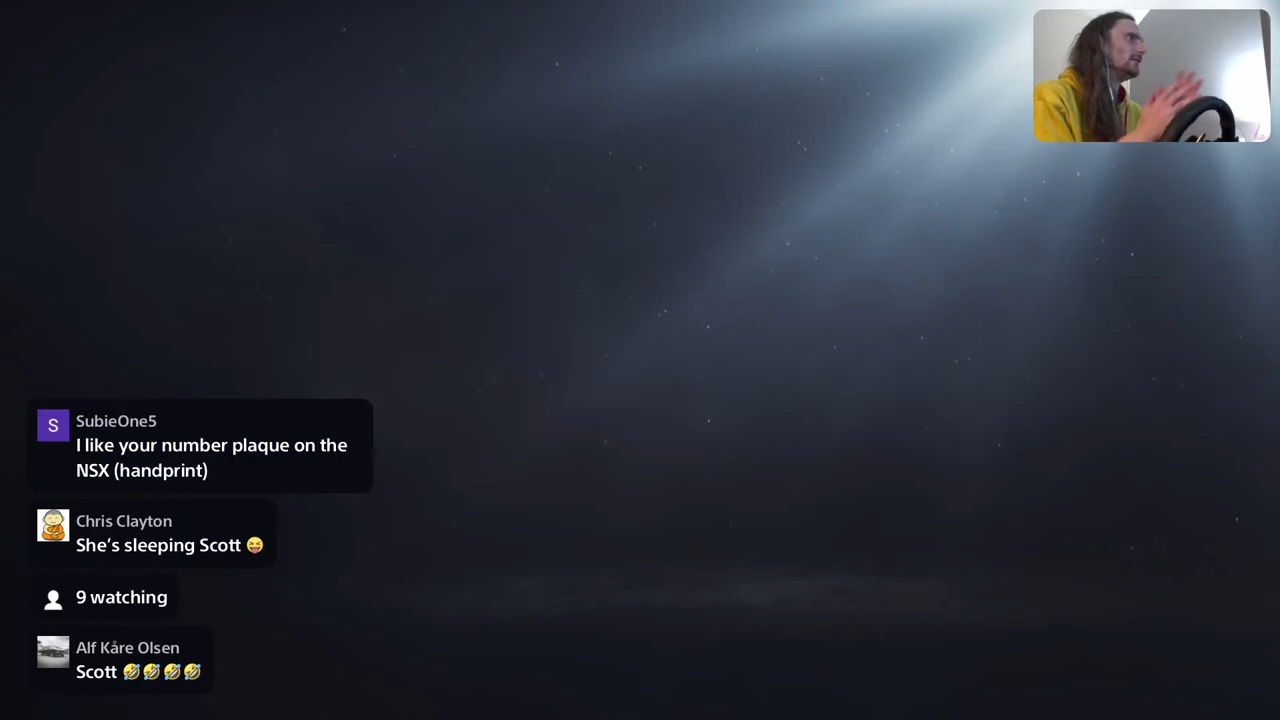 S
SubieOne5
I like your number plaque on the
NSX (handprint)
Chris Clayton
She's sleeping Scott 😝
9 watching
Alf Kåre Olsen
Scott 🤣🤣🤣🤣